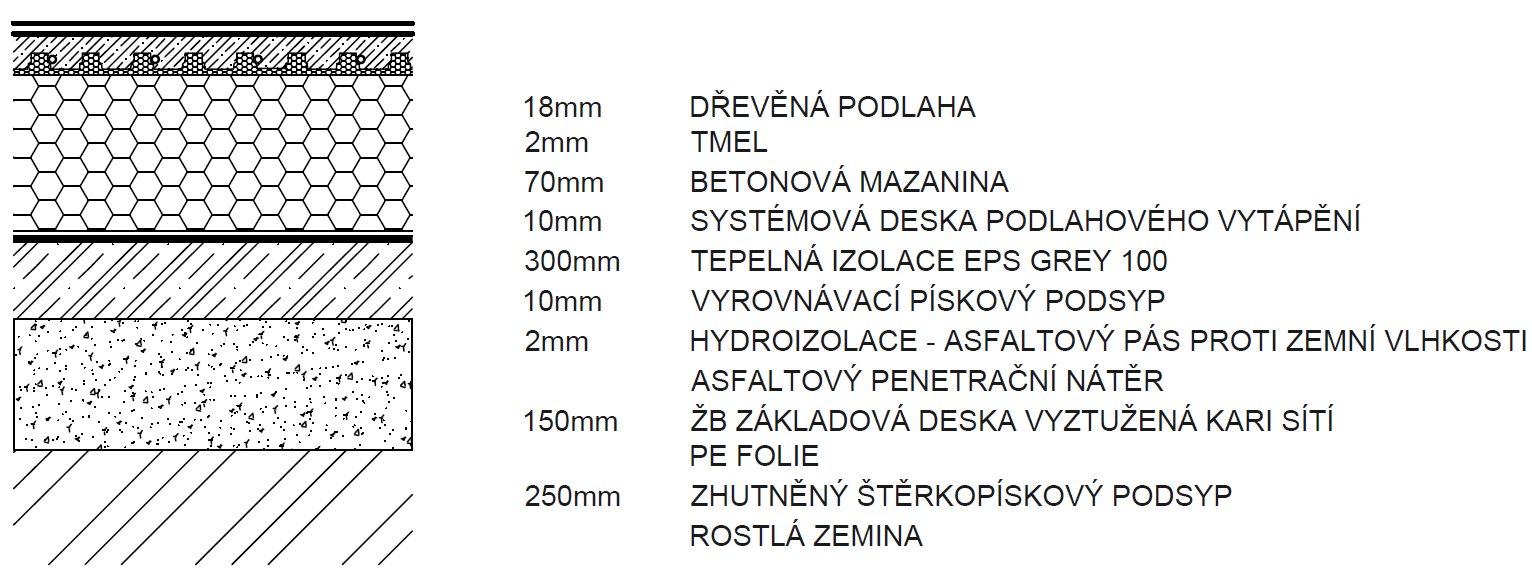 18mm DŘEVĚNÁ PODLAHA
2mm TMEL
70mm BETONOVÁ MAZANINA
10mm SYSTÉMOVÁ DESKA PODLAHOVÉHO VYTÁPĚNÍ
300mm TEPELNÁ IZOLACE EPS GREY 100
10mm VYROVNÁVACÍ PÍSKOVÝ PODSYP
2mm HYDROIZOLACE - ASFALTOVÝ PÁS PROTI ZEMNÍ VLHKOSTI
ASFALTOVÝ PENETRAČNÍ NÁTĚR
150mm ŽB ZÁKLADOVÁ DESKA VYZTUŽENÁ KARI SÍTÍ
PE FOLIE
250mm ZHUTNĚNÝ ŠTĚRKOPÍSKOVÝ PODSYP
ROSTLÁ ZEMINA